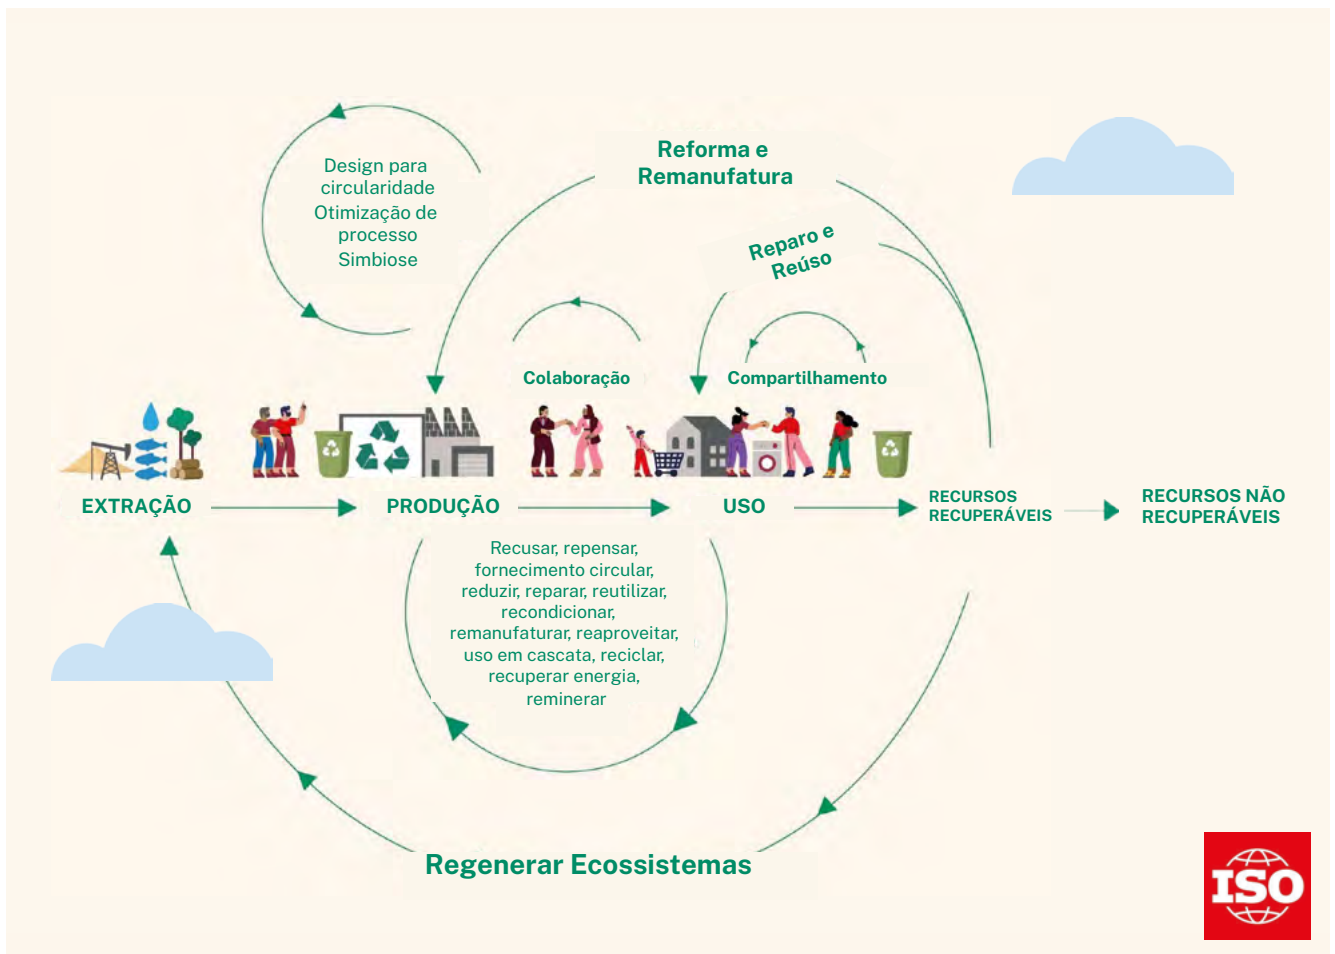 Design para
circularidade
Otimização de
processo
Simbiose
Reforma e
Remanufatura
Reparo e
Reúso
Colaboração
Compartilhamento
EXTRAÇÃO
PRODUÇÃO
USO
RECURSOS
RECUPERÁVEIS
RECURSOS NÃO
RECUPERÁVEIS
Recusar, repensar,
fornecimento circular,
reduzir, reparar, reutilizar,
recondicionar,
remanufaturar, reaproveitar,
uso em cascata, reciclar,
recuperar energia,
reminerar
Regenerar Ecossistemas
ISO